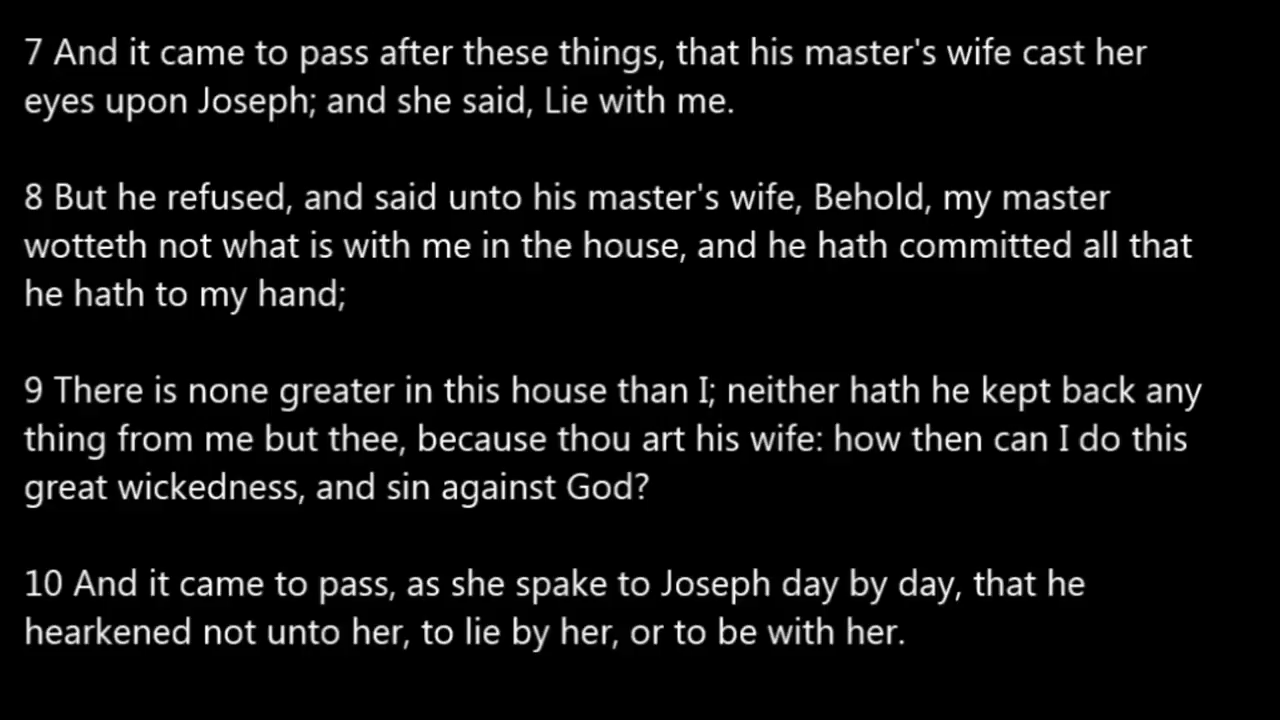 7 And it came to pass after these things, that his master's wife cast her
eyes upon Joseph; and she said, Lie with me.
8 But he refused, and said unto his master's wife, Behold, my master
wotteth not what is with me in the house, and he hath committed all that
he hath to my hand;
9 There is none greater in this house than I; neither hath he kept back any
thing from me but thee, because thou art his wife: how then can I do this
great wickedness, and sin against God?
10 And it came to pass, as she spake to Joseph day by day, that he
hearkened not unto her, to lie by her, or to be with her.